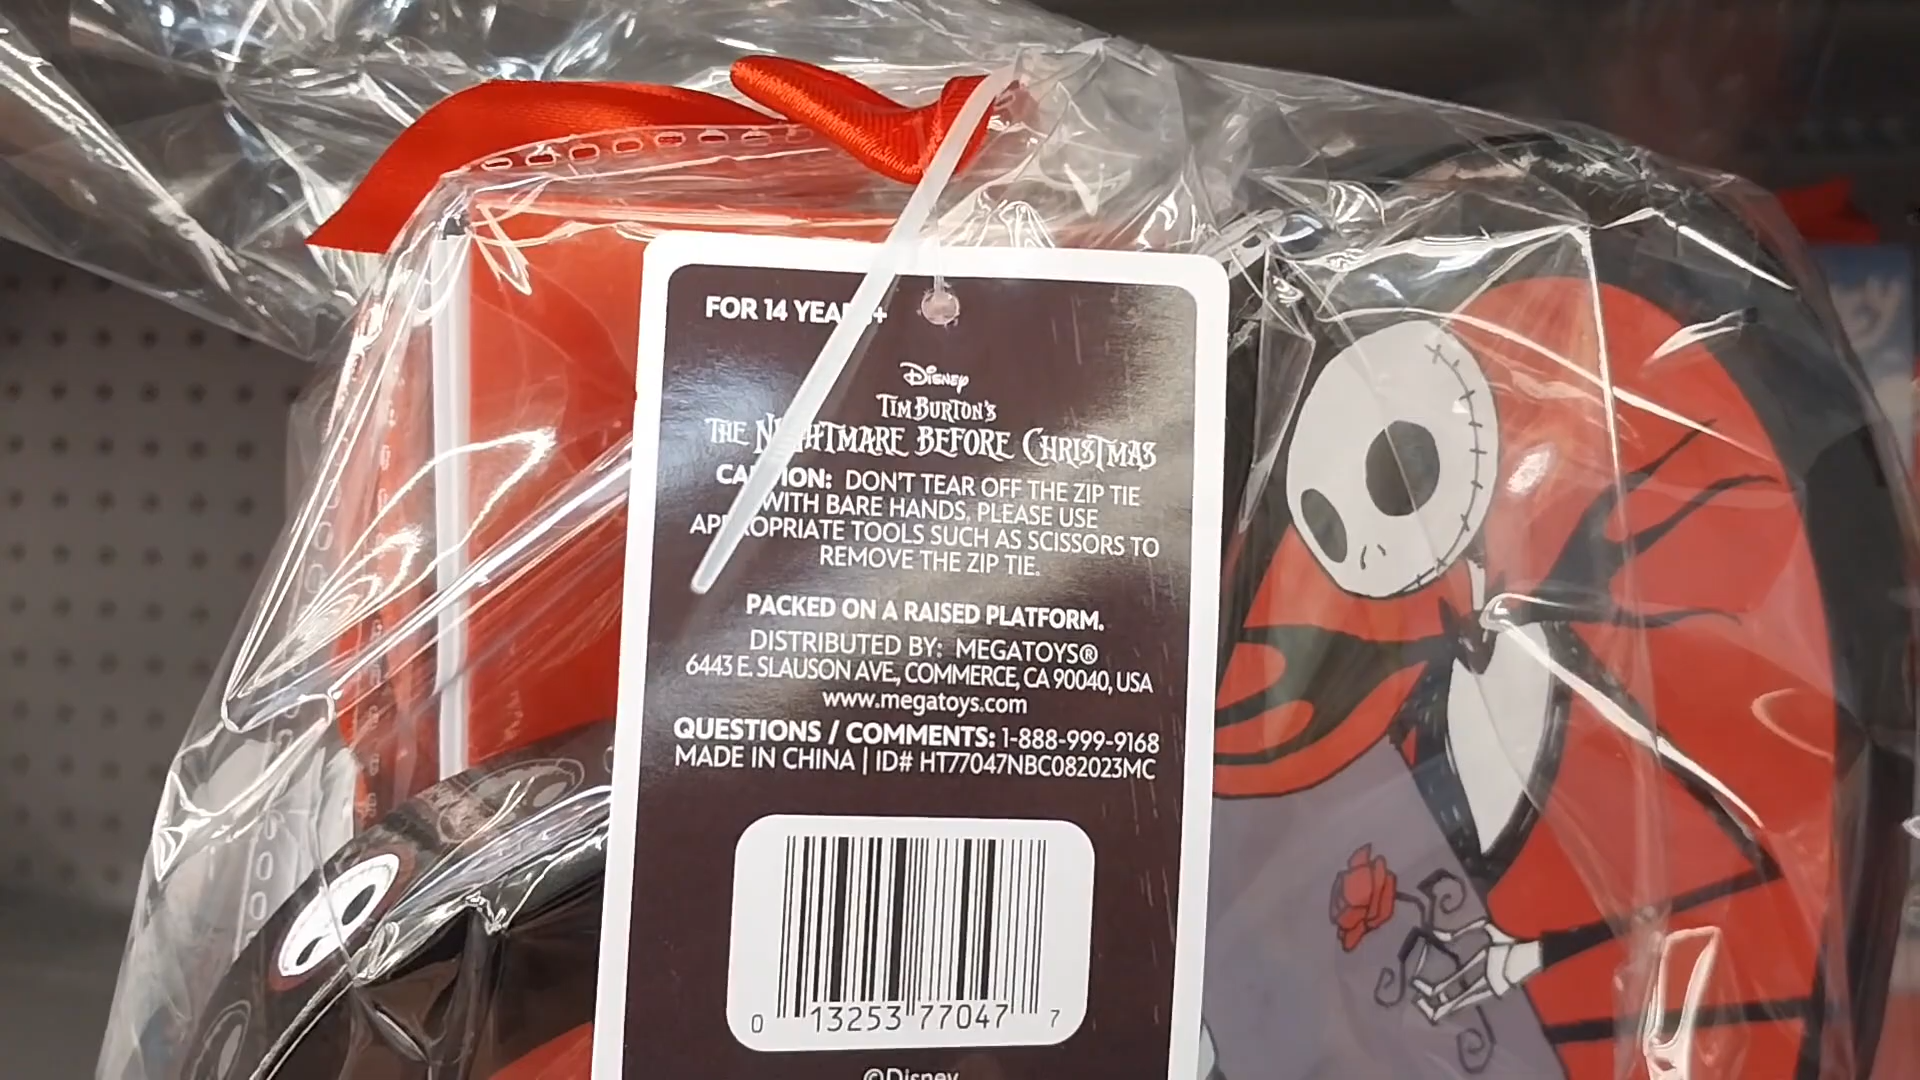 FOR 14 YEARS+
Disney
TIM BURTON'S
THE NIGHTMARE BEFORE CHRISTMAS
CAUTION: DON'T TEAR OFF THE ZIP TIE
WITH BARE HANDS, PLEASE USE
APPROPRIATE TOOLS SUCH AS SCISSORS TO
REMOVE THE ZIP TIE.
PACKED ON A RAISED PLATFORM.
DISTRIBUTED BY: MEGATOYS®
6443 E. SLAUSON AVE., COMMERCE, CA 90040, USA
www.megatoys.com
QUESTIONS / COMMENTS: 1-888-999-9168
MADE IN CHINA | ID# HT77047NBC082023MC
0 13253 77047 7
©Disney